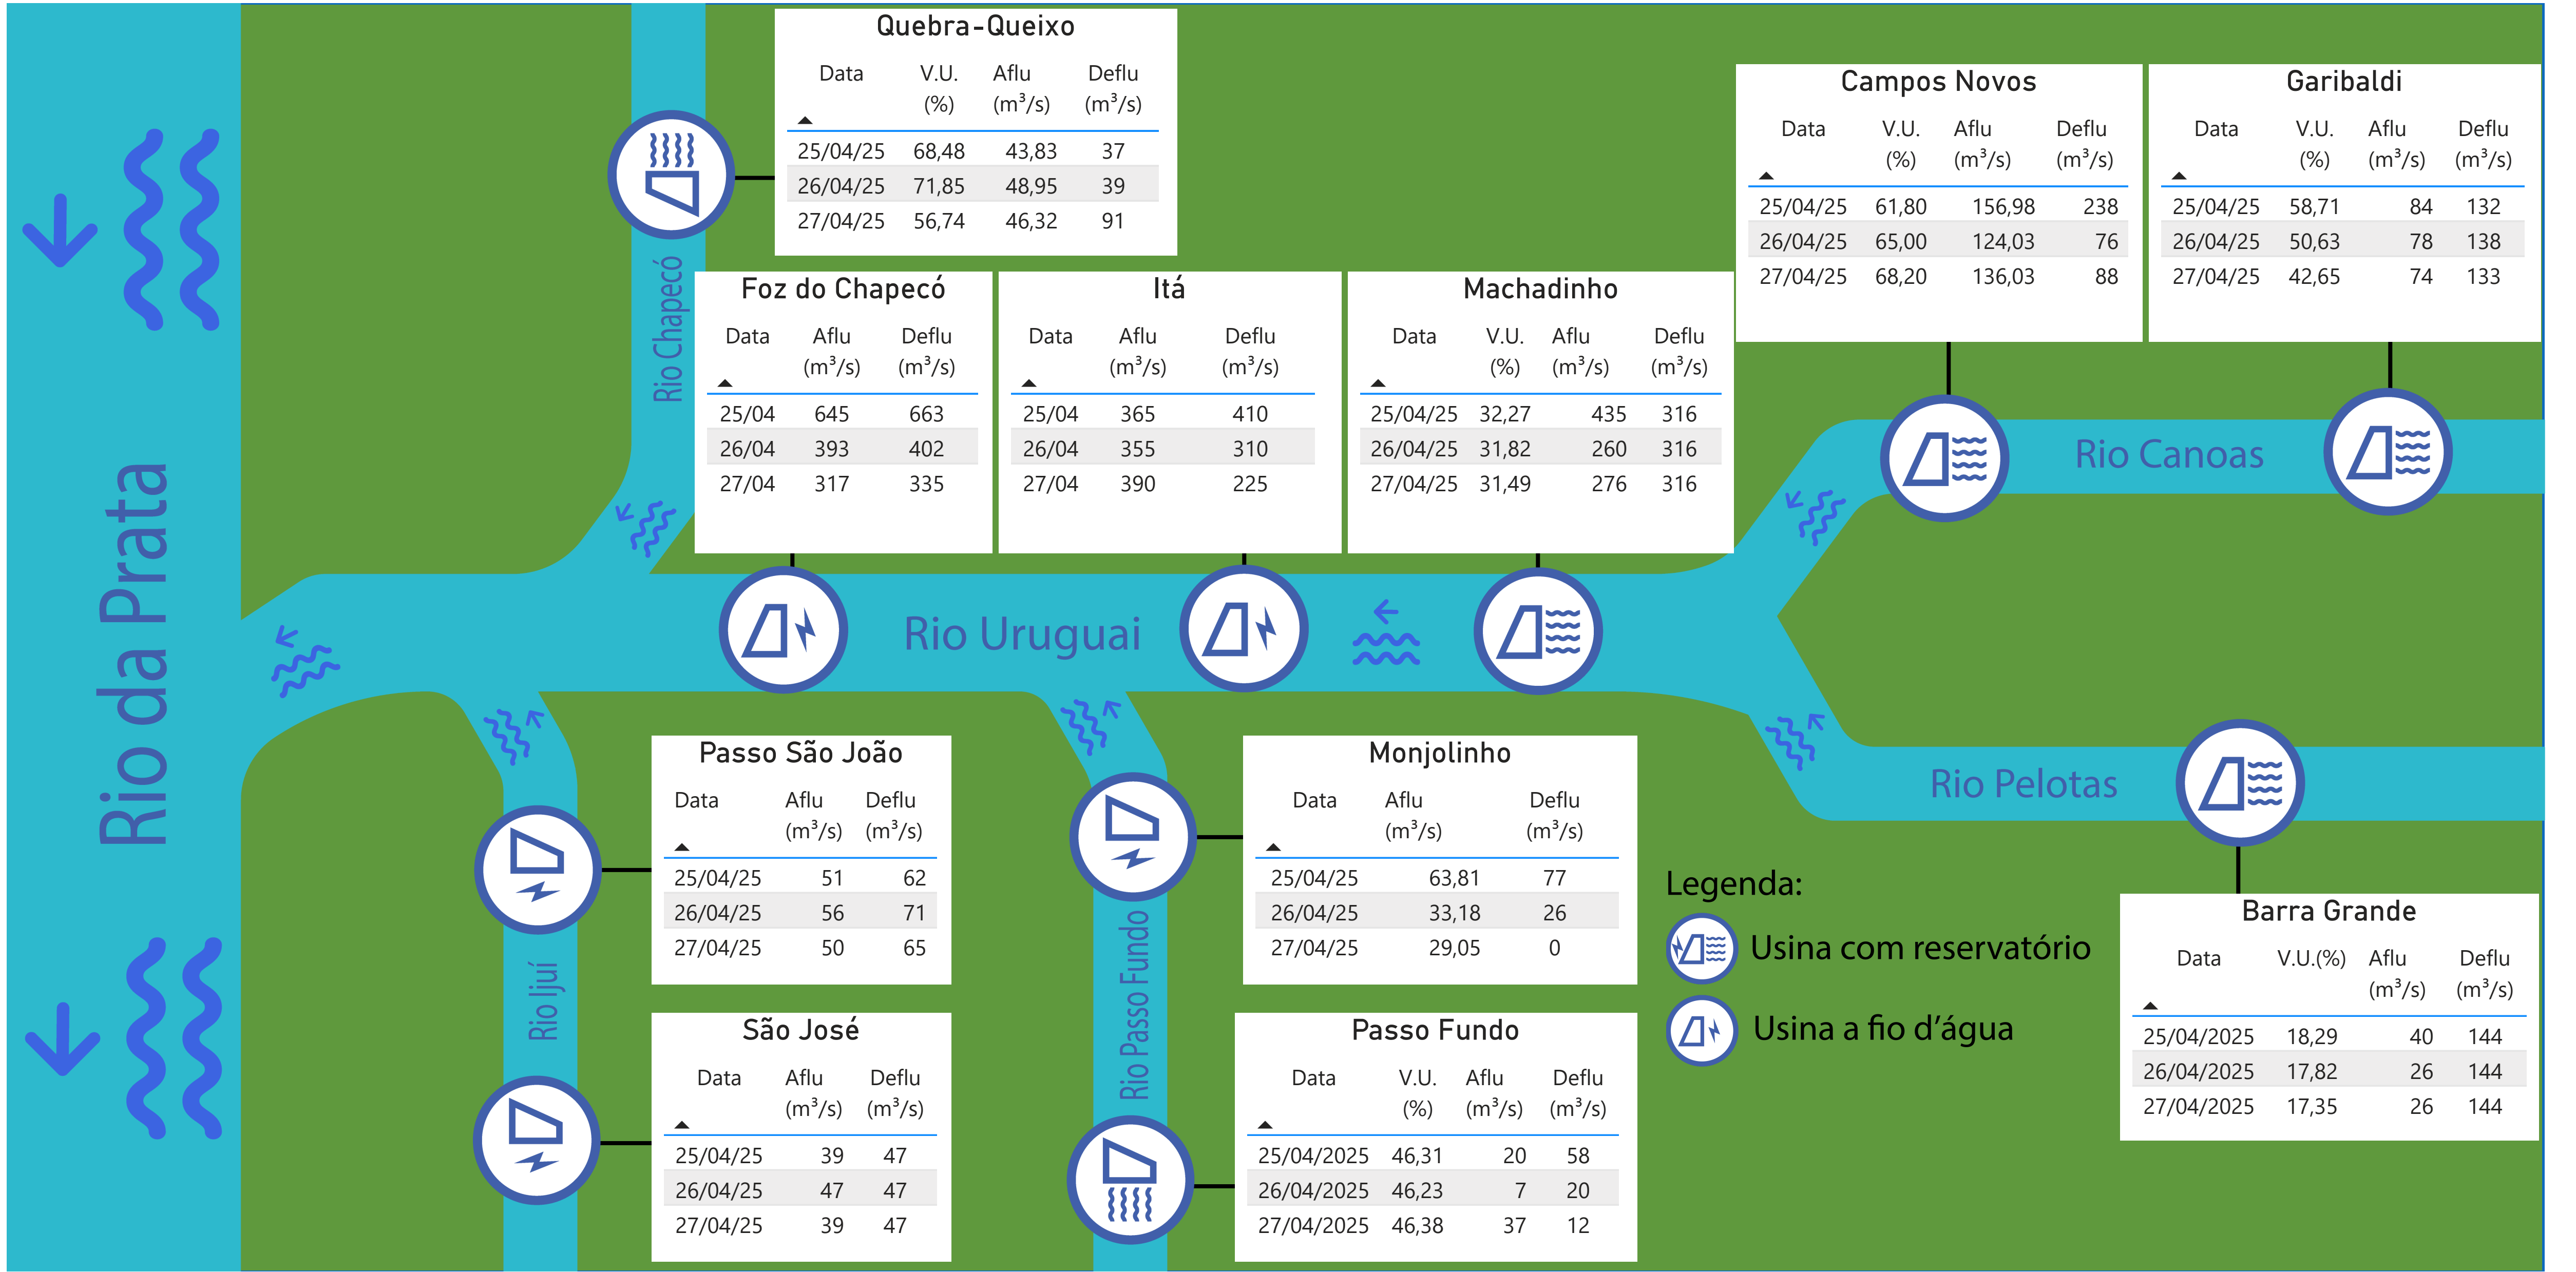 Quebra-Queixo
Data V.U. (%) Aflu (m³/s) Deflu (m³/s)
25/04/25 68,48 43,83 37
26/04/25 71,85 48,95 39
27/04/25 56,74 46,32 91
Campos Novos
Data V.U. (%) Aflu (m³/s) Deflu (m³/s)
25/04/25 61,80 156,98 238
26/04/25 65,00 124,03 76
27/04/25 68,20 136,03 88
Garibaldi
Data V.U. (%) Aflu (m³/s) Deflu (m³/s)
25/04/25 58,71 84 132
26/04/25 50,63 78 138
27/04/25 42,65 74 133
Rio Chapecó
Foz do Chapecó
Data Aflu (m³/s) Deflu (m³/s)
25/04 645 663
26/04 393 402
27/04 317 335
Itá
Data Aflu (m³/s) Deflu (m³/s)
25/04 365 410
26/04 355 310
27/04 390 225
Machadinho
Data V.U. (%) Aflu (m³/s) Deflu (m³/s)
25/04/25 32,27 435 316
26/04/25 31,82 260 316
27/04/25 31,49 276 316
Rio Canoas
Rio da Prata
Rio Uruguai
Rio Pelotas
Passo São João
Data Aflu (m³/s) Deflu (m³/s)
25/04/25 51 62
26/04/25 56 71
27/04/25 50 65
Monjolinho
Data Aflu (m³/s) Deflu (m³/s)
25/04/25 63,81 77
26/04/25 33,18 26
27/04/25 29,05 0
Legenda:
Usina com reservatório
Usina a fio d'água
Barra Grande
Data V.U.(%) Aflu (m³/s) Deflu (m³/s)
25/04/2025 18,29 40 144
26/04/2025 17,82 26 144
27/04/2025 17,35 26 144
Rio Ijuí
São José
Data Aflu (m³/s) Deflu (m³/s)
25/04/25 39 47
26/04/25 47 47
27/04/25 39 47
Rio Passo Fundo
Passo Fundo
Data V.U. (%) Aflu (m³/s) Deflu (m³/s)
25/04/2025 46,31 20 58
26/04/2025 46,23 7 20
27/04/2025 46,38 37 12